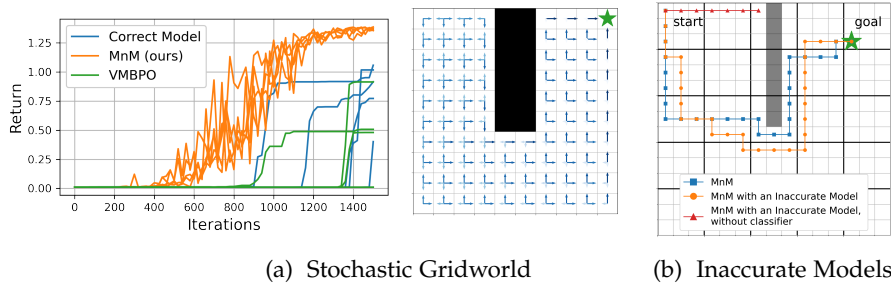 Correct Model
MnM (ours)
VMBPO
Return
1.25
1.00
0.75
0.50
0.25
0.00
0 200 400 600 800 1000 1200 1400
Iterations
start
goal
MnM
MnM with an Inaccurate Model
MnM with an Inaccurate Model,
without classifier
(a) Stochastic Gridworld
(b) Inaccurate Models